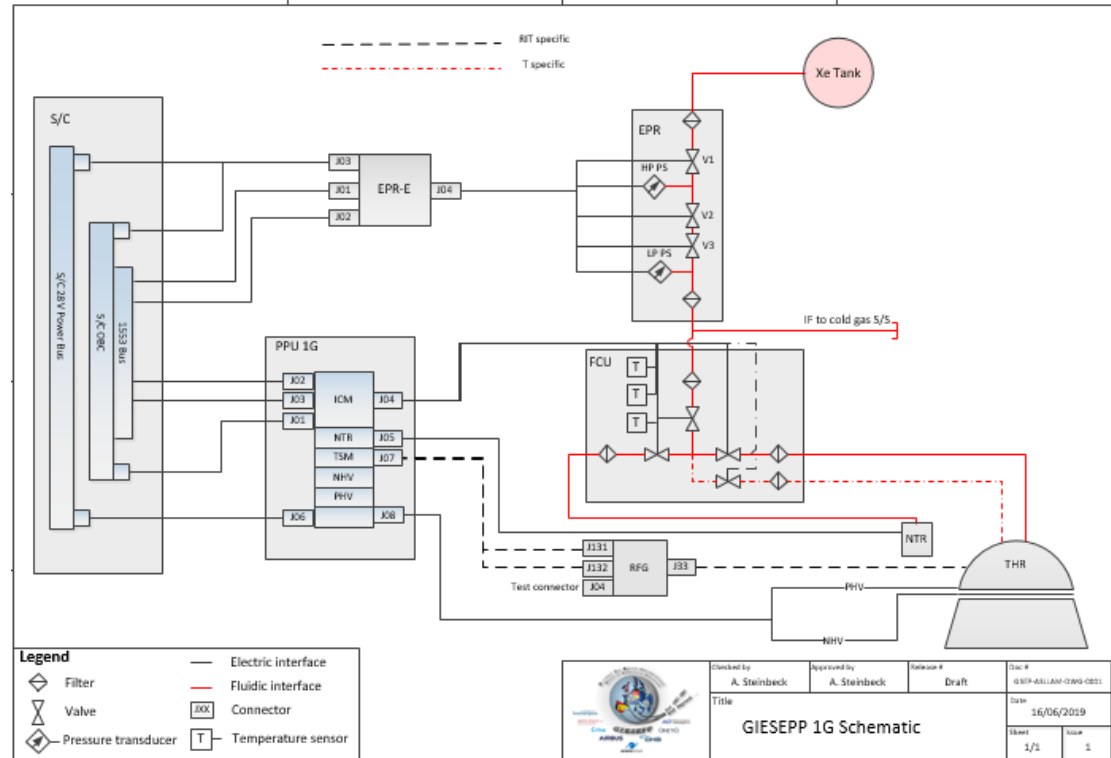 RIT specific
T specific
Xe Tank
S/C
S/C 28V Power Bus
S/C OBC
1553 Bus
J03
J01
J02
EPR-E
J04
EPR
V1
HP PS
V2
V3
LP PS
IF to cold gas S/S
PPU 1G
J02
J03
J01
ICM
J04
NTR
J05
TSM
J07
NHV
PHV
J06
J08
FCU
T
T
T
NTR
J131
J132
Test connector
J04
RFG
J33
THR
PHV
NHV
Legend
Filter
Valve
Pressure transducer
Electric interface
Fluidic interface
JXX
Connector
T
Temperature sensor
AIRBUS
Checked by
A. Steinbeck
Approved by
A. Steinbeck
Release #
Draft
Doc #
Title
GIESEPP 1G Schematic
Date
16/06/2019
Sheet
1/1
Issue
1